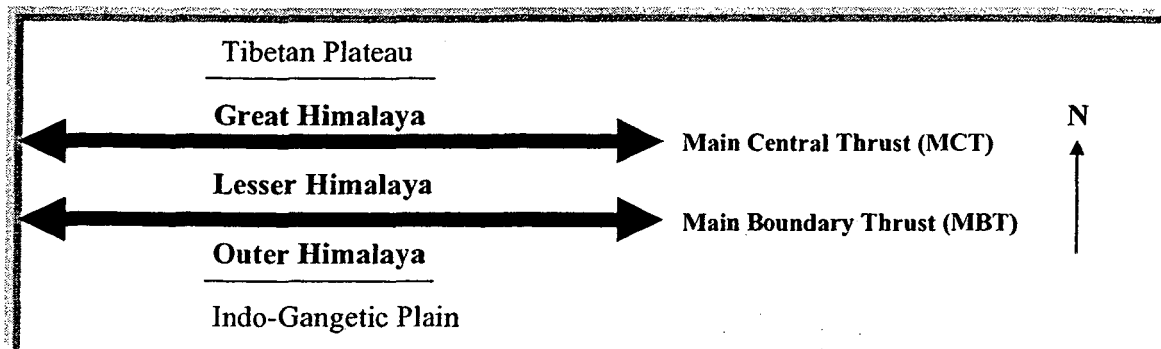 Tibetan Plateau
Great Himalaya
Main Central Thrust (MCT)
N
Lesser Himalaya
Main Boundary Thrust (MBT)
Outer Himalaya
Indo-Gangetic Plain